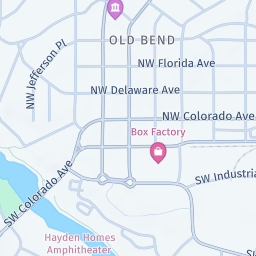 OLD BEND
NW Florida Ave
NW Jefferson Pl
NW Delaware Ave
NW Colorado Ave
Box Factory
SW Industria
SW Colorado Ave
Hayden Homes
Amphitheater